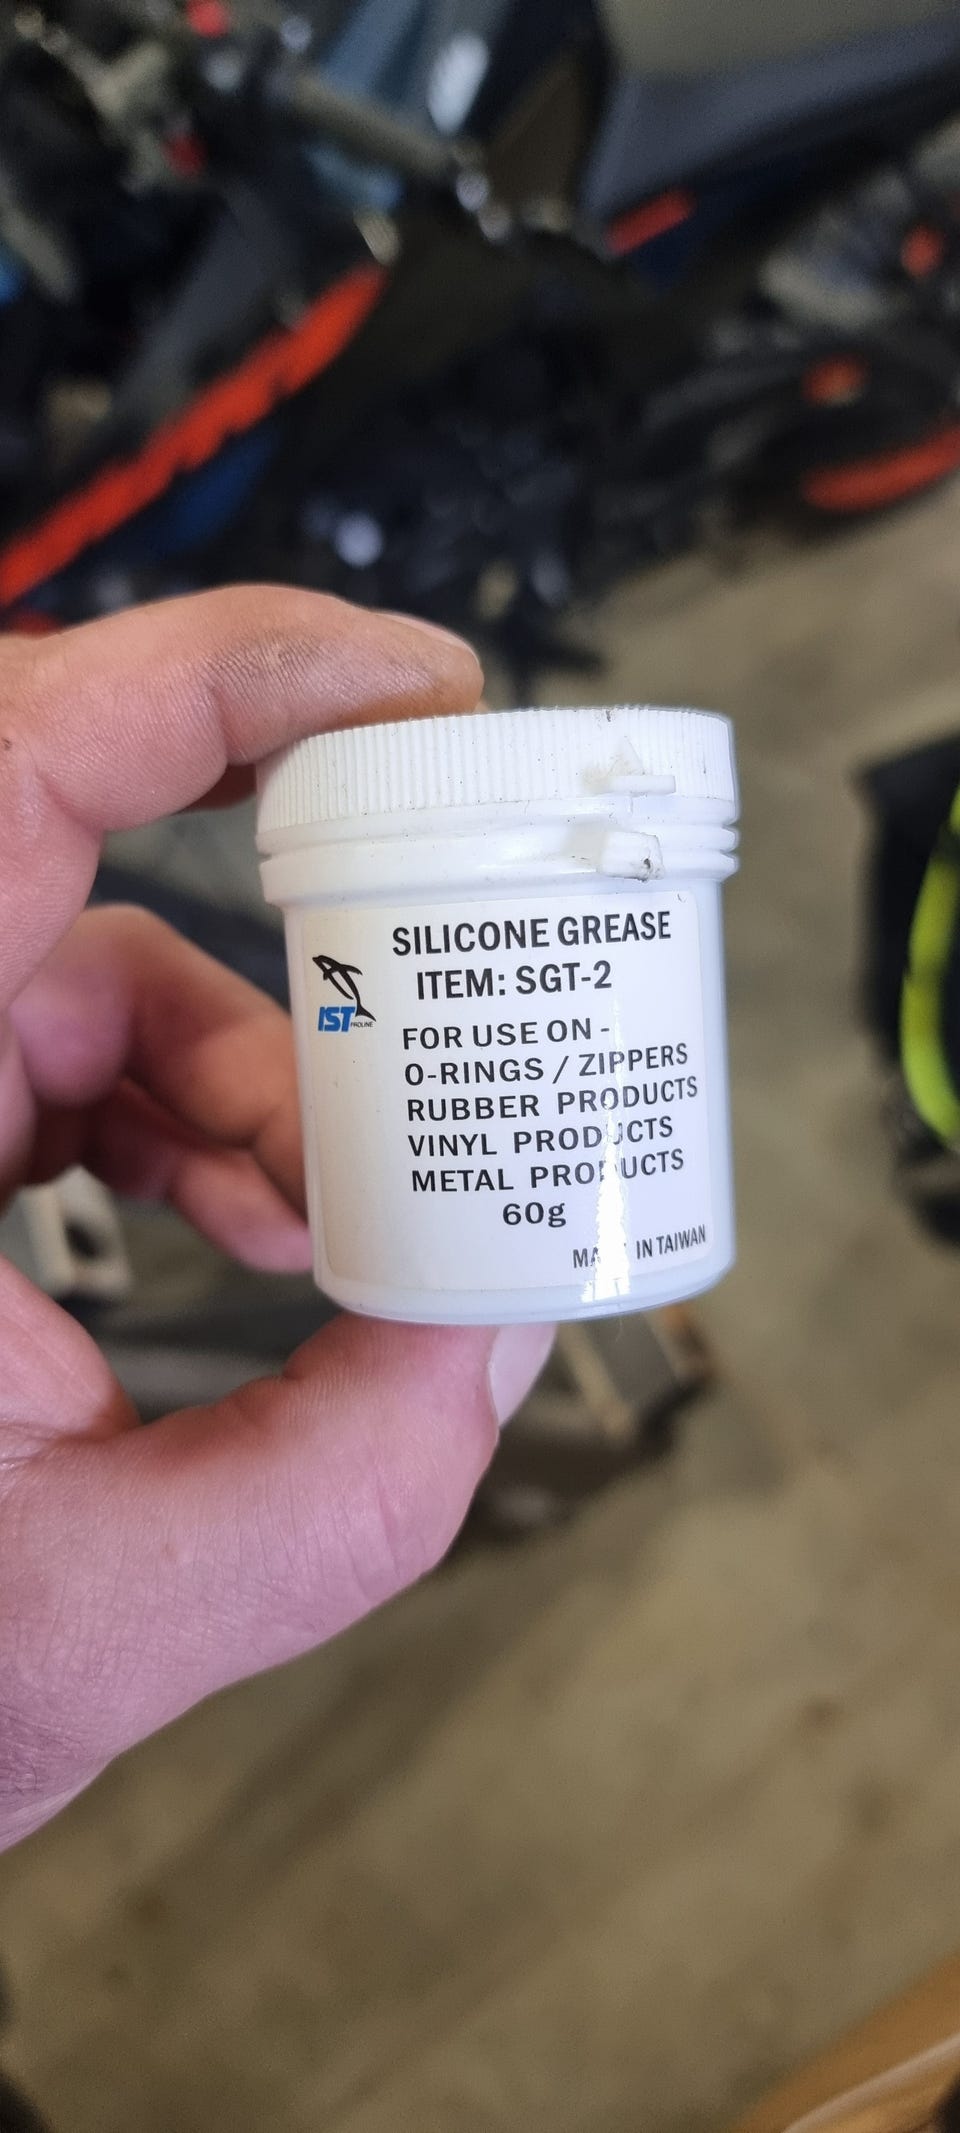 SILICONE GREASE
ITEM: SGT-2
IST PROLINE
FOR USE ON -
O-RINGS / ZIPPERS
RUBBER PRODUCTS
VINYL PRODUCTS
METAL PRODUCTS
60g
IN TAIWAN